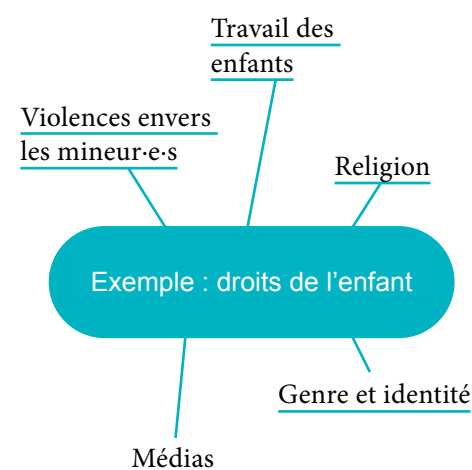 Travail des
enfants
Violences envers
les mineur·e·s
Religion
Exemple : droits de l’enfant
Genre et identité
Médias